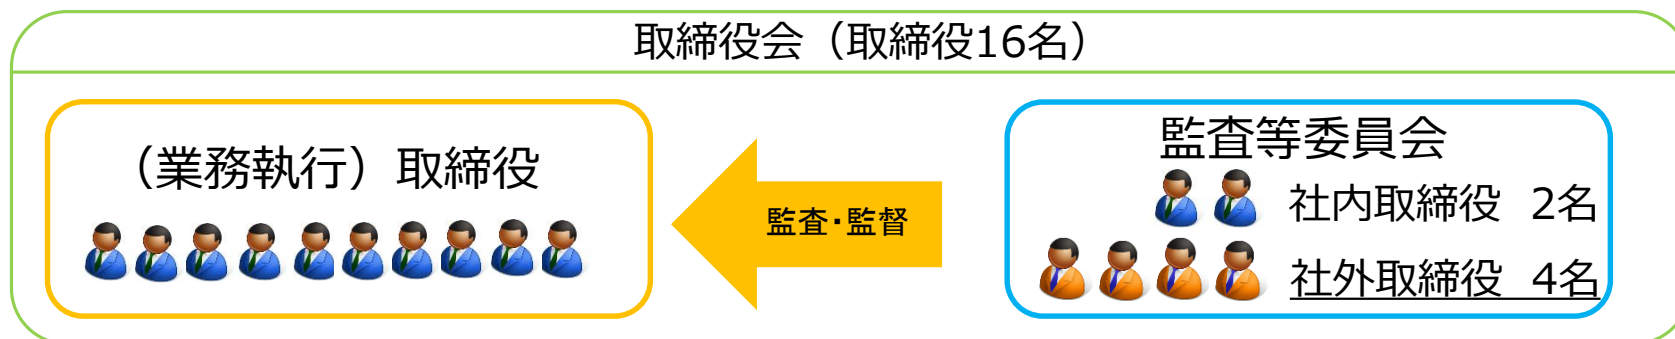 取締役会（取締役16名）
（業務執行）取締役
監査・監督
監査等委員会
社内取締役 2名
社外取締役 4名